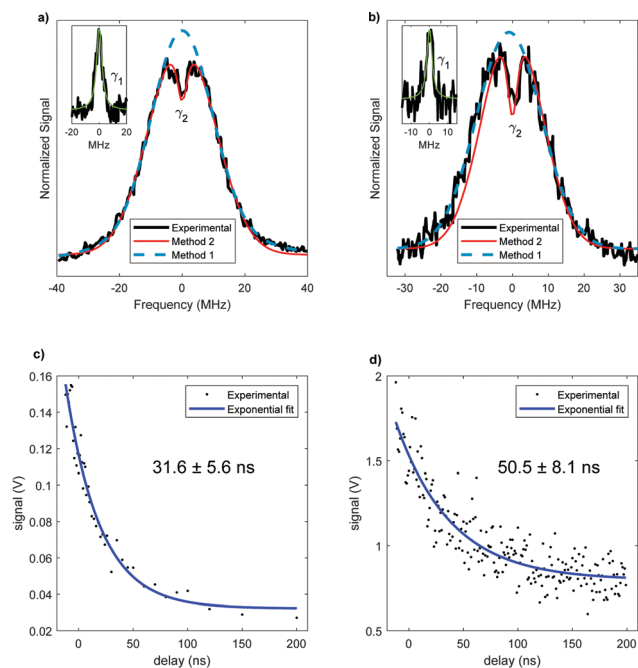 a)
γ1
-20 0 20
MHz
γ2
Normalized Signal
Experimental
Method 2
Method 1
-40 -20 0 20 40
Frequency (MHz)
b)
γ1
-10 0 10
MHz
γ2
Normalized Signal
Experimental
Method 2
Method 1
-30 -20 -10 0 10 20 30
Frequency (MHz)
c)
0.16
0.14
0.12
0.1
0.08
0.06
0.04
0.02
signal (V)
Experimental
Exponential fit
31.6 ± 5.6 ns
0 50 100 150 200
delay (ns)
d)
2
1.5
1
0.5
signal (V)
Experimental
Exponential fit
50.5 ± 8.1 ns
0 50 100 150 200
delay (ns)